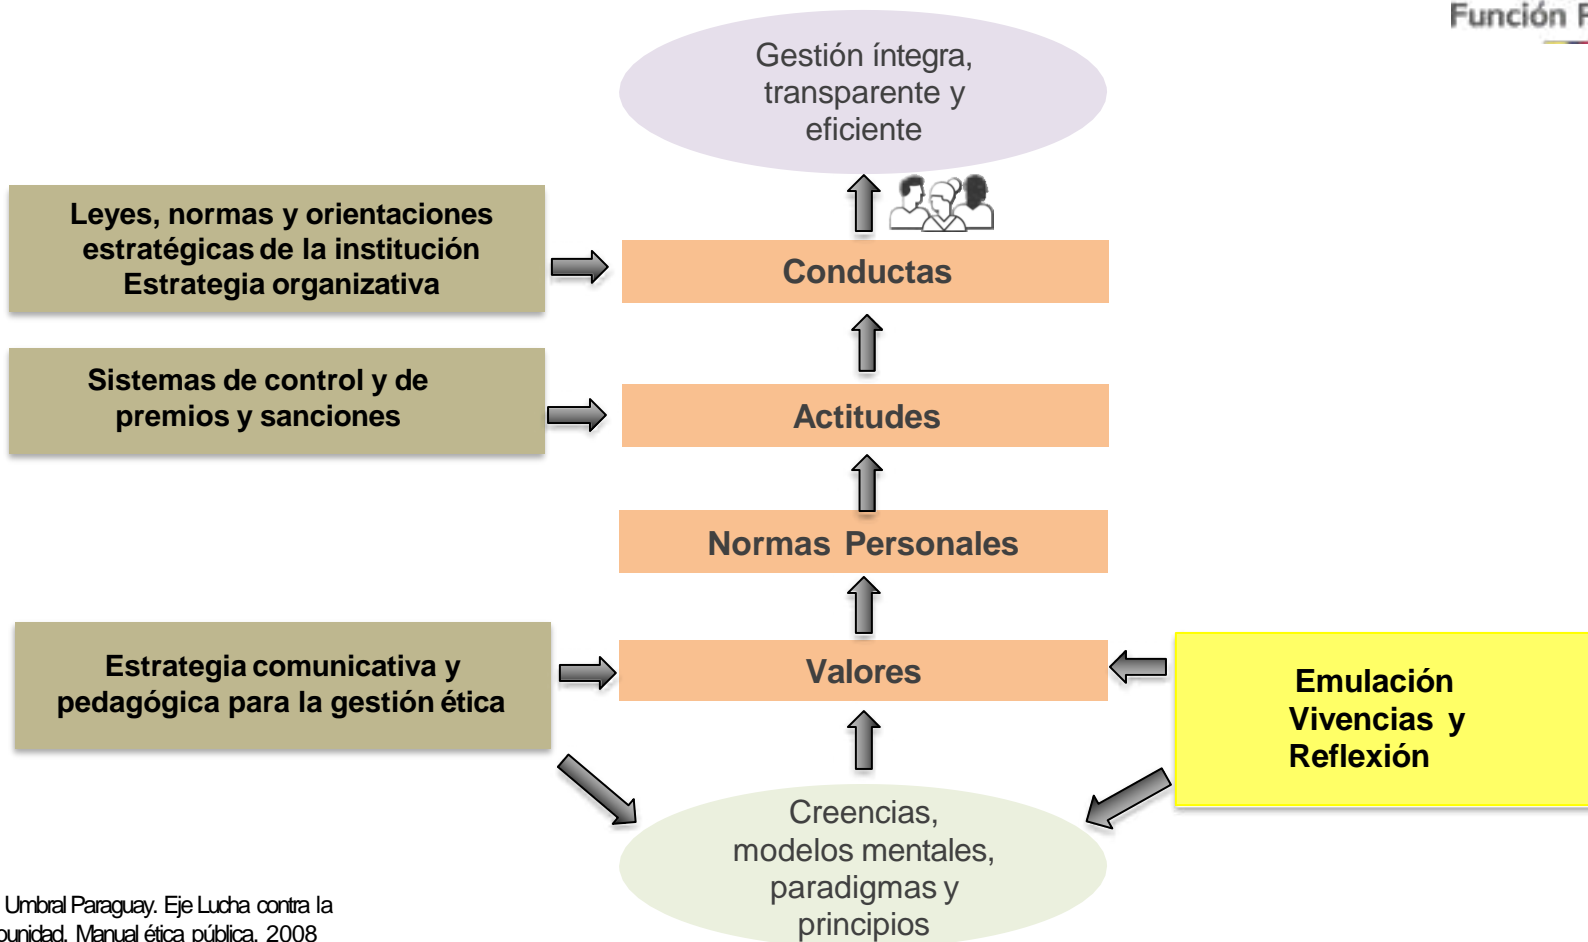 Función
Gestión íntegra,
transparente y
eficiente
Leyes, normas y orientaciones
estratégicas de la institución
Estrategia organizativa
Conductas
Sistemas de control y de
premios y sanciones
Actitudes
Normas Personales
Estrategia comunicativa y
pedagógica para la gestión ética
Valores
Emulación
Vivencias y
Reflexión
Creencias,
modelos mentales,
paradigmas y
principios
Umbral Paraguay. Eje Lucha contra la
Manual ética pública. 2008